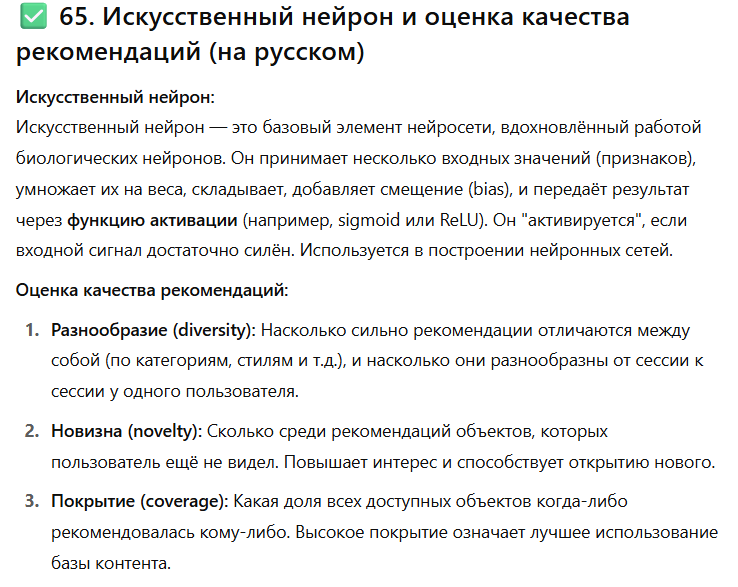 ✅ 65. Искусственный нейрон и оценка качества
рекомендаций (на русском)
Искусственный нейрон:
Искусственный нейрон — это базовый элемент нейросети, вдохновлённый работой
биологических нейронов. Он принимает несколько входных значений (признаков),
умножает их на веса, складывает, добавляет смещение (bias), и передаёт результат
через функцию активации (например, sigmoid или ReLU). Он "активируется", если
входной сигнал достаточно силён. Используется в построении нейронных сетей.
Оценка качества рекомендаций:
1. Разнообразие (diversity): Насколько сильно рекомендации отличаются между
собой (по категориям, стилям и т.д.), и насколько они разнообразны от сессии к
сессии у одного пользователя.
2. Новизна (novelty): Сколько среди рекомендаций объектов, которых
пользователь ещё не видел. Повышает интерес и способствует открытию нового.
3. Покрытие (coverage): Какая доля всех доступных объектов когда-либо
рекомендовалась кому-либо. Высокое покрытие означает лучшее использование
базы контента.